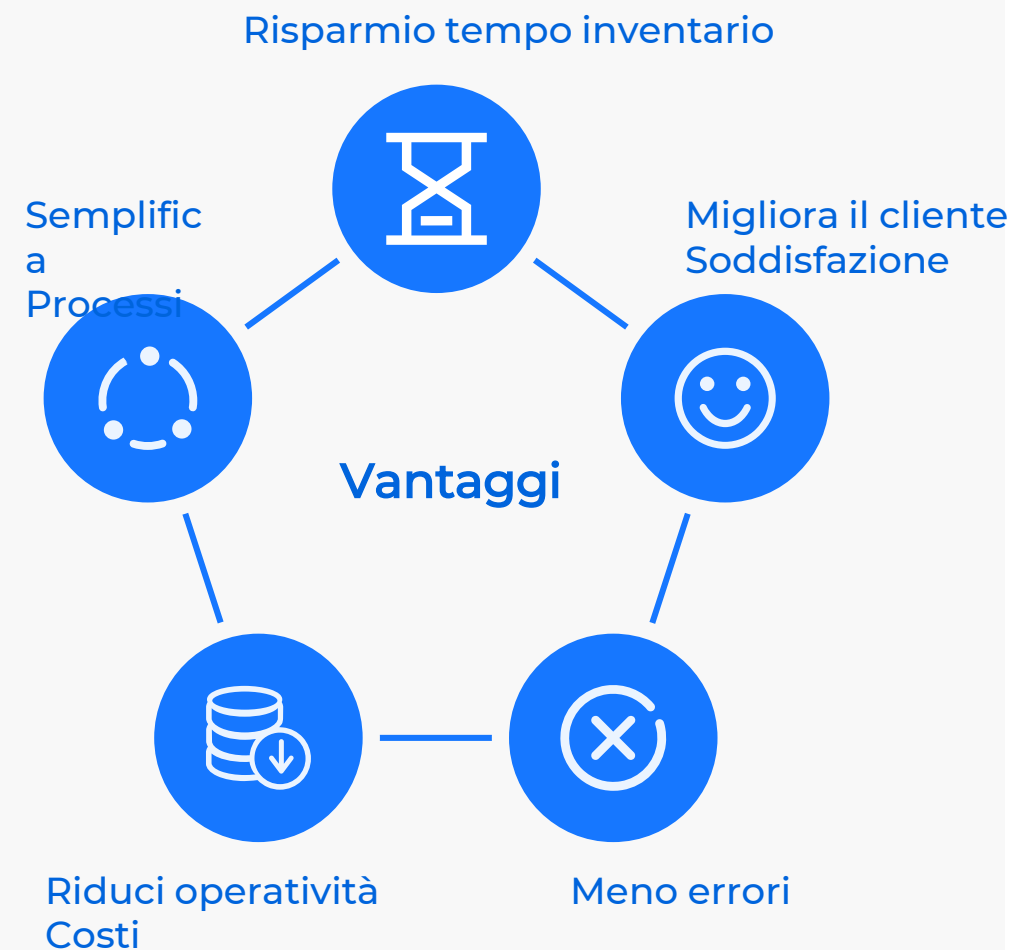 Risparmio tempo inventario
Semplific
a
Processi
Migliora il cliente
Soddisfazione
Vantaggi
Riduci operatività
Costi
Meno errori